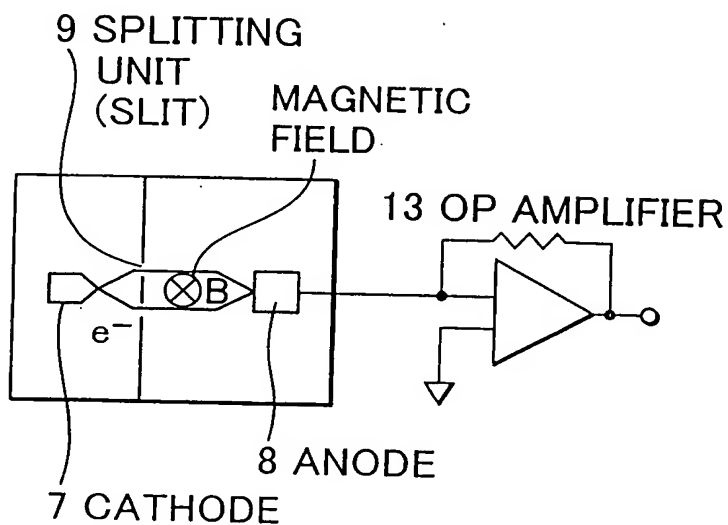 9 SPLITTING
UNIT
(SLIT)
MAGNETIC
FIELD
13 OP AMPLIFIER
B
e⁻
8 ANODE
7 CATHODE